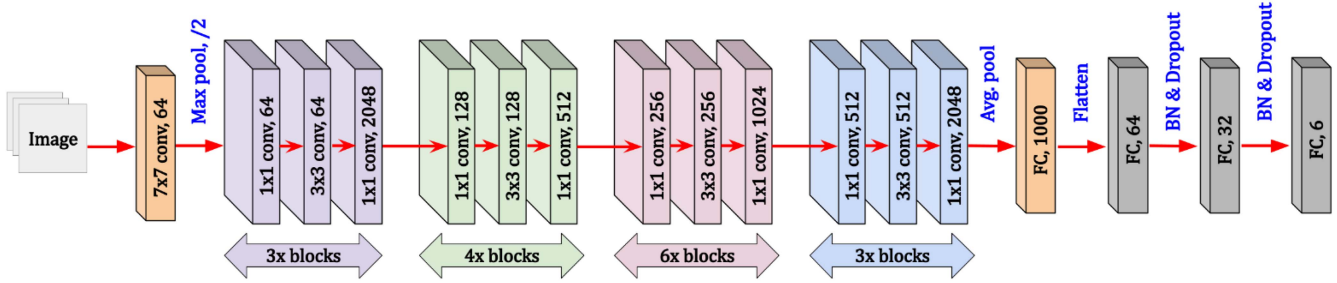 Image
7x7 conv, 64
Max pool, /2
1x1 conv, 64
3x3 conv, 64
1x1 conv, 2048
3x blocks
1x1 conv, 128
3x3 conv, 128
1x1 conv, 512
4x blocks
1x1 conv, 256
3x3 conv, 256
1x1 conv, 1024
6x blocks
1x1 conv, 512
3x3 conv, 512
1x1 conv, 2048
3x blocks
Avg. pool
FC, 1000
Flatten
FC, 64
BN & Dropout
FC, 32
BN & Dropout
FC, 6